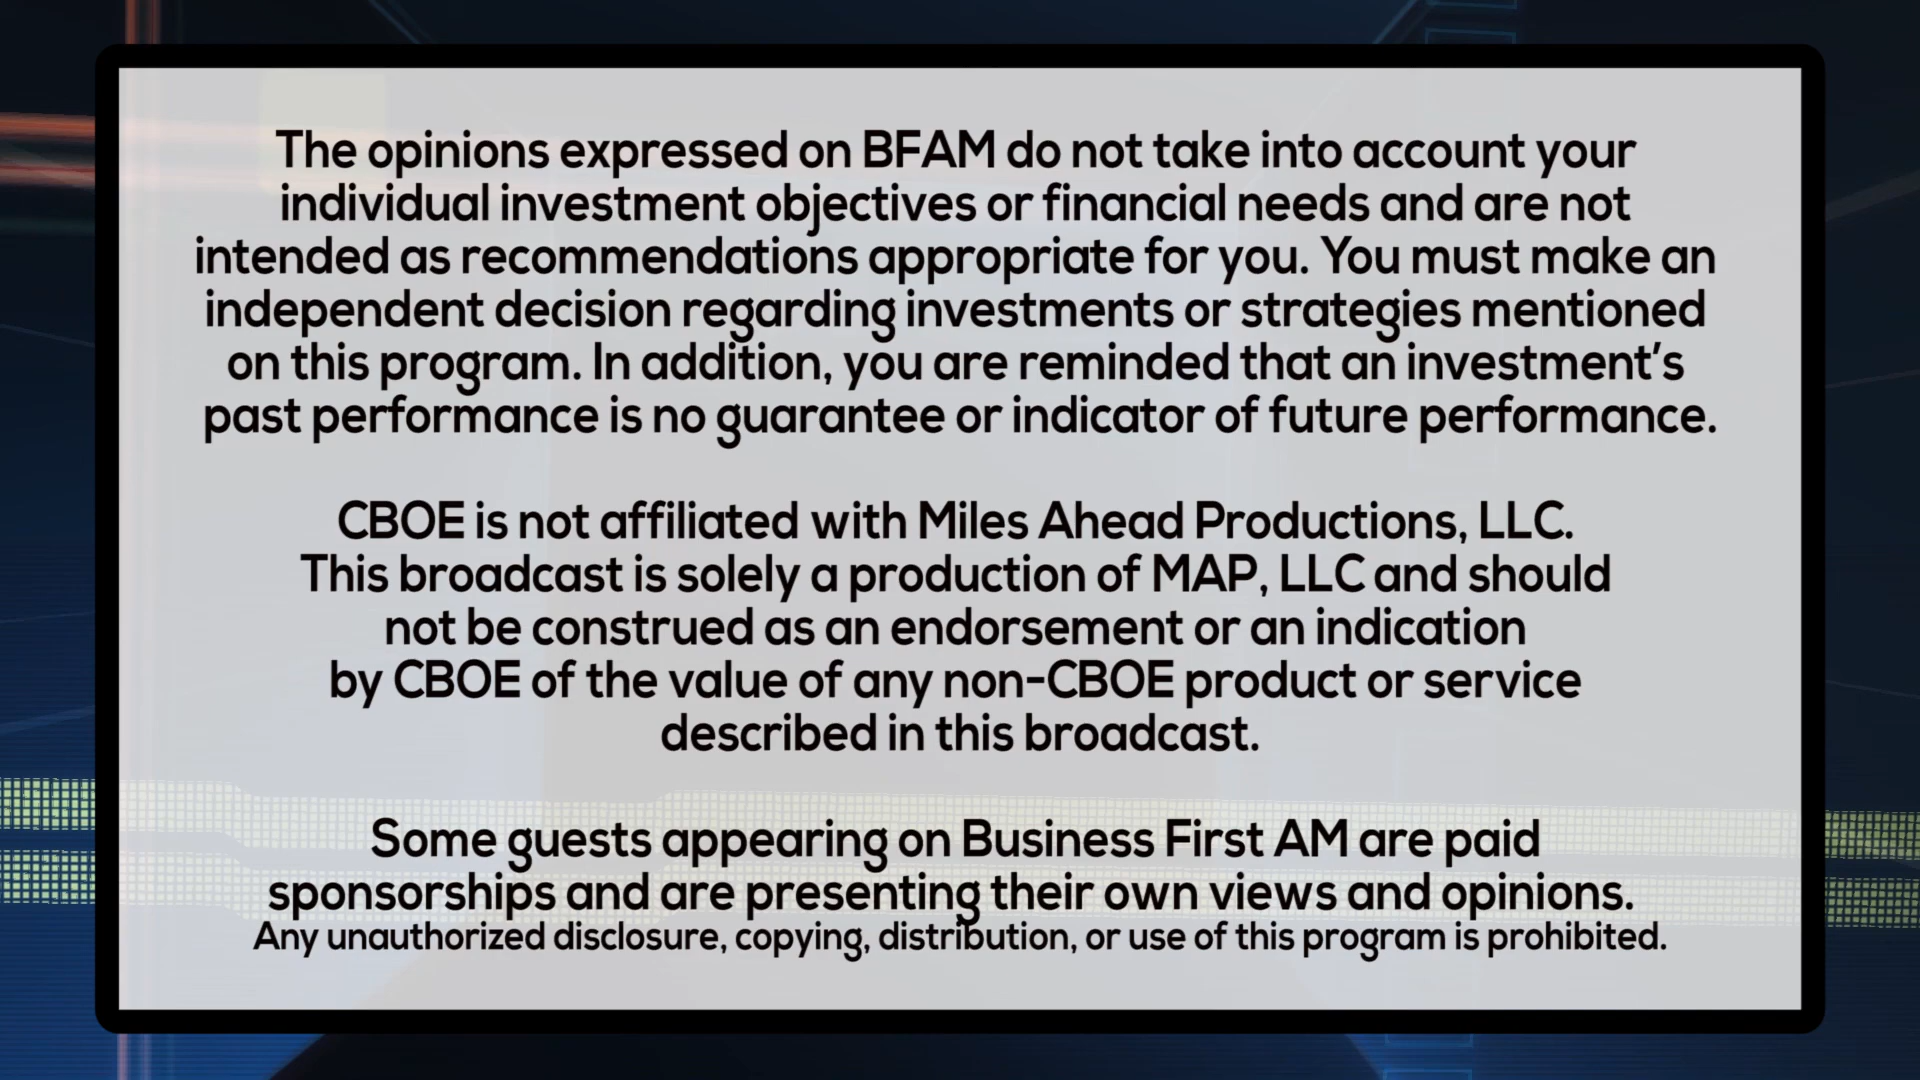 The opinions expressed on BFAM do not take into account your
individual investment objectives or financial needs and are not
intended as recommendations appropriate for you. You must make an
independent decision regarding investments or strategies mentioned
on this program. In addition, you are reminded that an investment’s
past performance is no guarantee or indicator of future performance.
CBOE is not affiliated with Miles Ahead Productions, LLC.
This broadcast is solely a production of MAP, LLC and should
not be construed as an endorsement or an indication
by CBOE of the value of any non-CBOE product or service
described in this broadcast.
Some guests appearing on Business First AM are paid
sponsorships and are presenting their own views and opinions.
Any unauthorized disclosure, copying, distribution, or use of this program is prohibited.